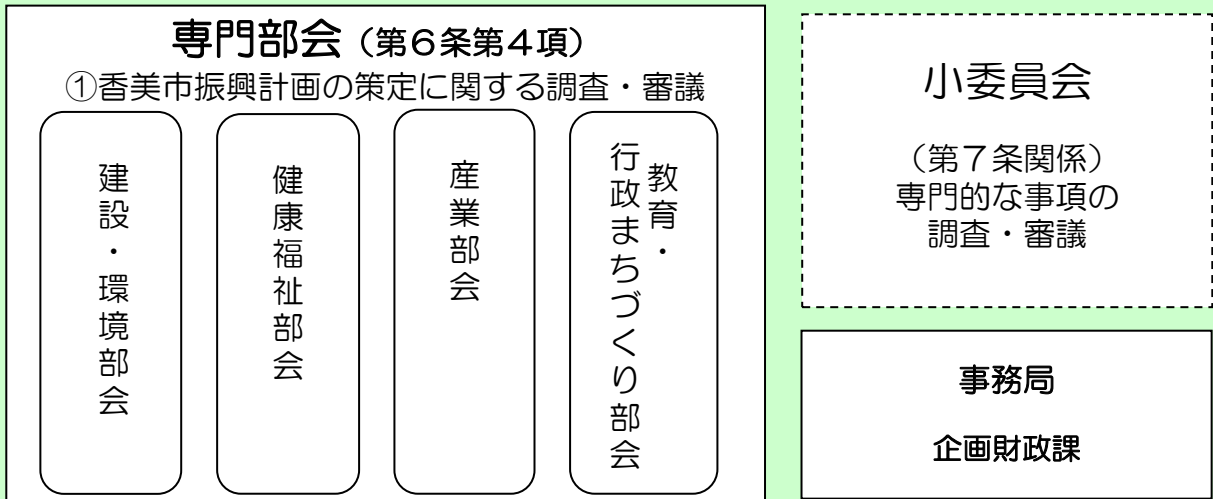 専門部会（第６条第４項）
①香美市振興計画の策定に関する調査・審議
建設・環境部会
健康福祉部会
産業部会
教育・
行政まちづくり部会
小委員会
（第７条関係）
専門的な事項の
調査・審議
事務局
企画財政課